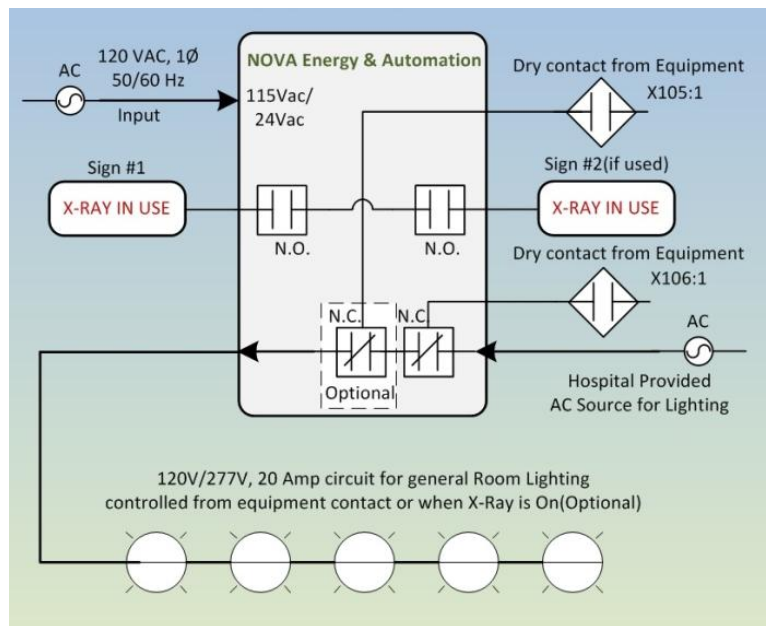 120 VAC, 1Ø
50/60 Hz
AC
Input
NOVA Energy & Automation
115Vac/
24Vac
Dry contact from Equipment
X105:1
Sign #1
X-RAY IN USE
N.O.
N.O.
Sign #2(if used)
X-RAY IN USE
Dry contact from Equipment
X106:1
N.C.
N.C.
Optional
AC
Hospital Provided
AC Source for Lighting
120V/277V, 20 Amp circuit for general Room Lighting
controlled from equipment contact or when X-Ray is On(Optional)